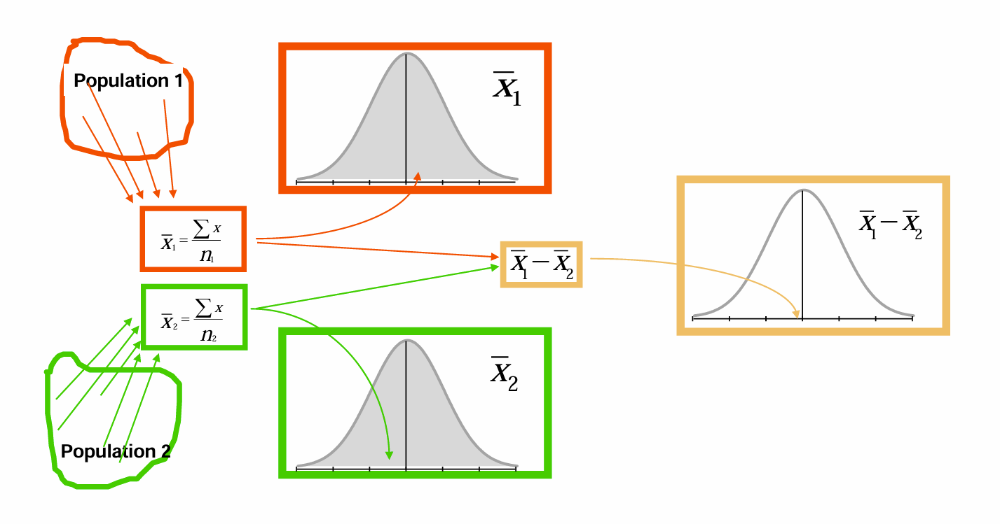 Population 1
x̄₁
x̄₁ = ∑x / n₁
x̄₁ − x̄₂
x̄₁ − x̄₂
x̄₂ = ∑x / n₂
x̄₂
Population 2